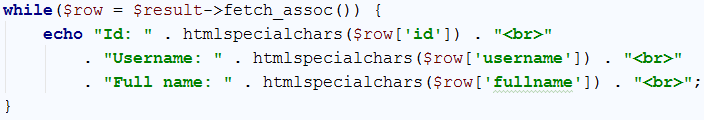 while($row = $result->fetch_assoc()) {
    echo "Id: " . htmlspecialchars($row['id']) . "<br>"
        . "Username: " . htmlspecialchars($row['username']) . "<br>"
        . "Full name: " . htmlspecialchars($row['fullname']) . "<br>";
}